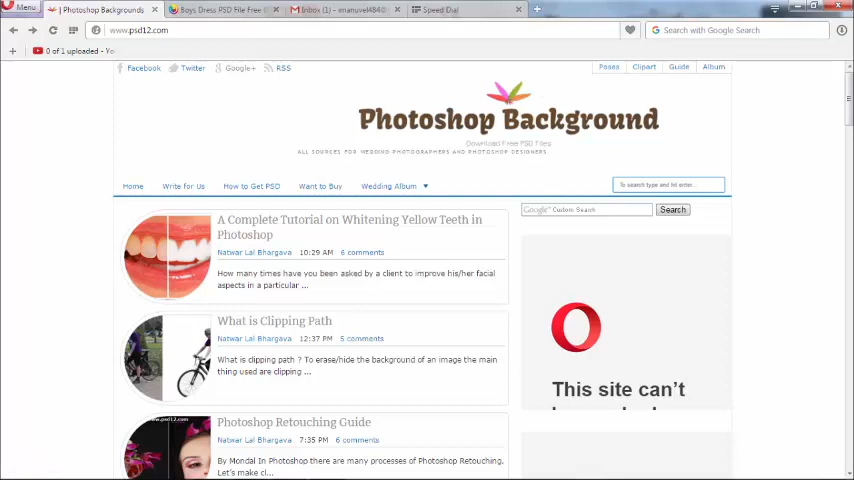 Menu
| Photoshop Backgrounds
Boys Dress PSD File Free
Inbox (1) - emanuvel484@
Speed Dial
www.psd12.com
Search with Google Search
0 of 1 uploaded - Yo
Facebook
Twitter
Google+
RSS
Poses
Clipart
Guide
Album
Photoshop Background
Download Free PSD Files
ALL SOURCES FOR WEDDING PHOTOGRAPHERS AND PHOTOSHOP DESIGNERS
Home
Write for Us
How to Get PSD
Want to Buy
Wedding Album
To search type and hit enter...
A Complete Tutorial on Whitening Yellow Teeth in
Photoshop
Natwar Lal Bhargava 10:29 AM 6 comments
How many times have you been asked by a client to improve his/her facial
aspects in a particular ...
Google Custom Search
Search
What is Clipping Path
Natwar Lal Bhargava 12:37 PM 5 comments
What is clipping path ? To erase/hide the background of an image the main
thing used are clipping ...
This site can't
www.psd12.com
Photoshop Retouching Guide
Natwar Lal Bhargava 7:35 PM 6 comments
By Mondal In Photoshop there are many processes of Photoshop Retouching.
Let's make cl...